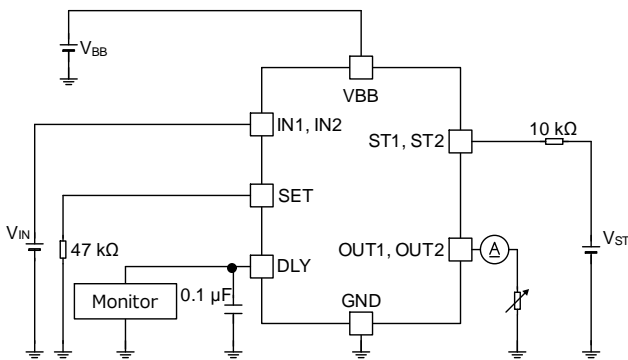 VBB
VBB
IN1, IN2
ST1, ST2
10 kΩ
SET
VIN
47 kΩ
VST
OUT1, OUT2
A
DLY
Monitor
0.1 µF
GND